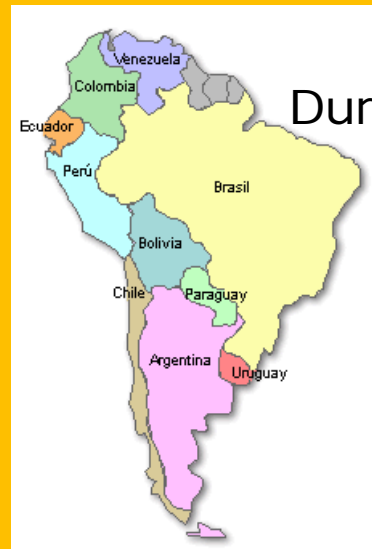 Venezuela
Colombia
Dur
Ecuador
Perú
Brasil
Bolivia
Chile
Paraguay
Argentina
Uruguay